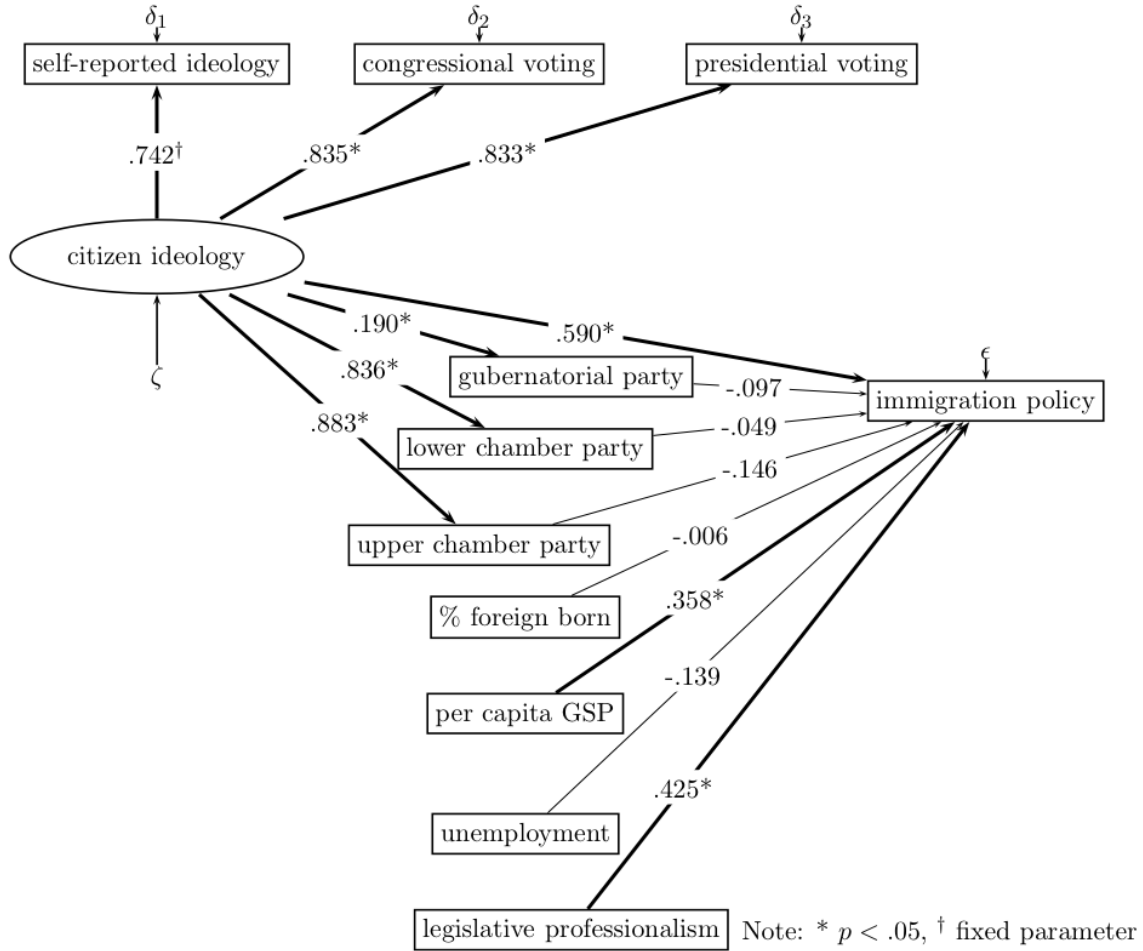 δ1 δ2 δ3
self-reported ideology congressional voting presidential voting
.742† .835* .833*
citizen ideology
.190* .590*
ζ .836* gubernatorial party -.097 ϵ
immigration policy
.883* lower chamber party -.049
-.146
upper chamber party -.006
% foreign born .358*
-.139
per capita GSP
.425*
unemployment
legislative professionalism Note: * p < .05, † fixed parameter